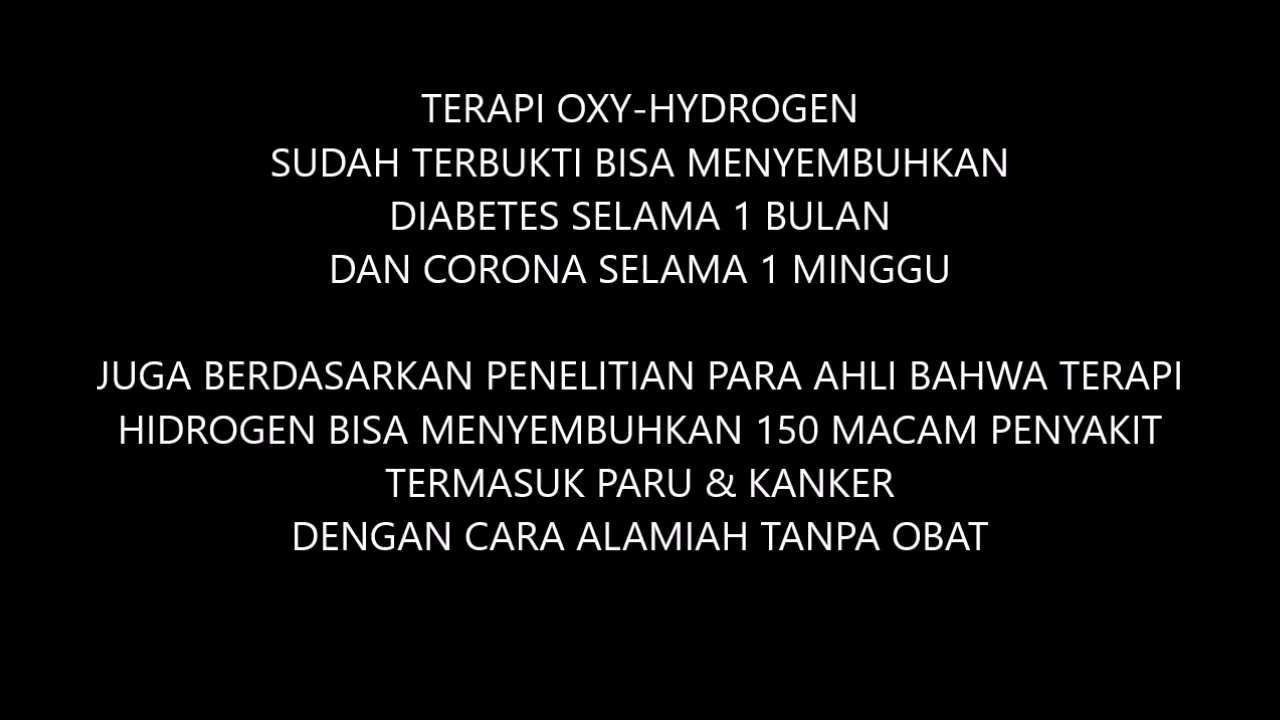 TERAPI OXY-HYDROGEN
SUDAH TERBUKTI BISA MENYEMBUHKAN
DIABETES SELAMA 1 BULAN
DAN CORONA SELAMA 1 MINGGU
JUGA BERDASARKAN PENELITIAN PARA AHLI BAHWA TERAPI
HIDROGEN BISA MENYEMBUHKAN 150 MACAM PENYAKIT
TERMASUK PARU & KANKER
DENGAN CARA ALAMIAH TANPA OBAT